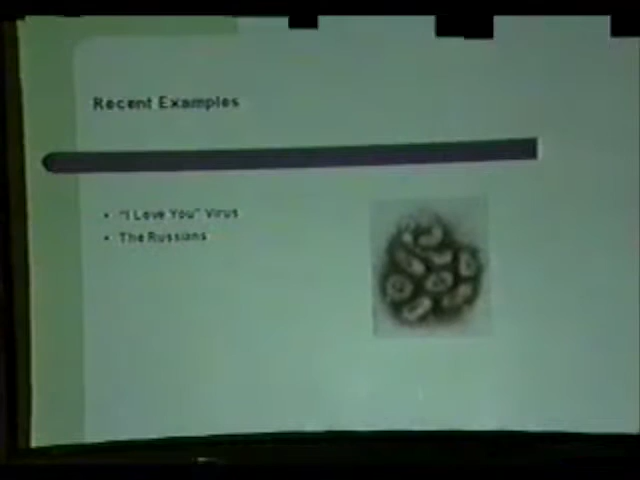 Recent Examples
• "I Love You" Virus
• The Russians